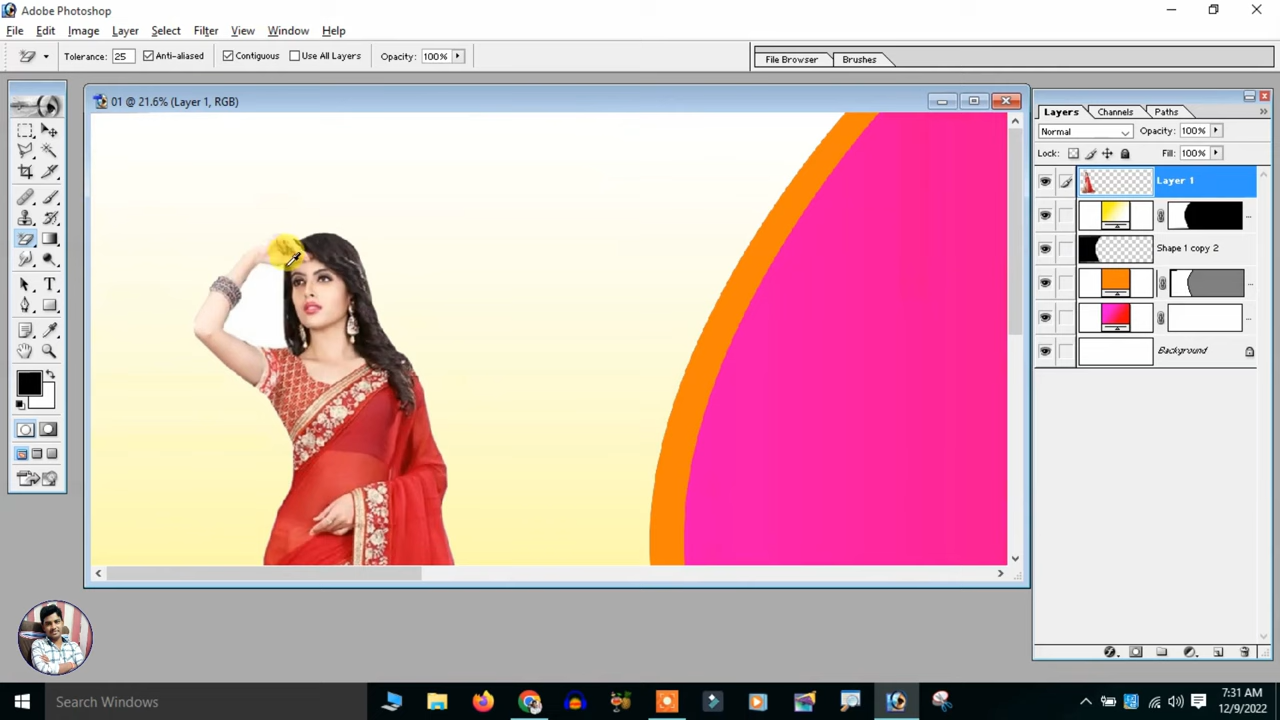 Adobe Photoshop
File Edit Image Layer Select Filter View Window Help
Tolerance: 25 Anti-aliased Contiguous Use All Layers Opacity: 100% File Browser Brushes
01 @ 21.6% (Layer 1, RGB)
Layers Channels Paths
Normal Opacity: 100%
Lock: Fill: 100%
Layer 1
Shape 1 copy 2
Background
Search Windows
7:31 AM
12/9/2022